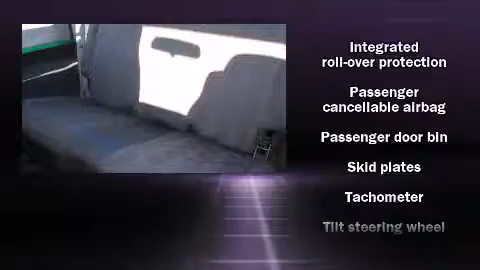 Integrated
roll-over protection
Passenger
cancellable airbag
Passenger door bin
Skid plates
Tachometer
Tilt steering wheel